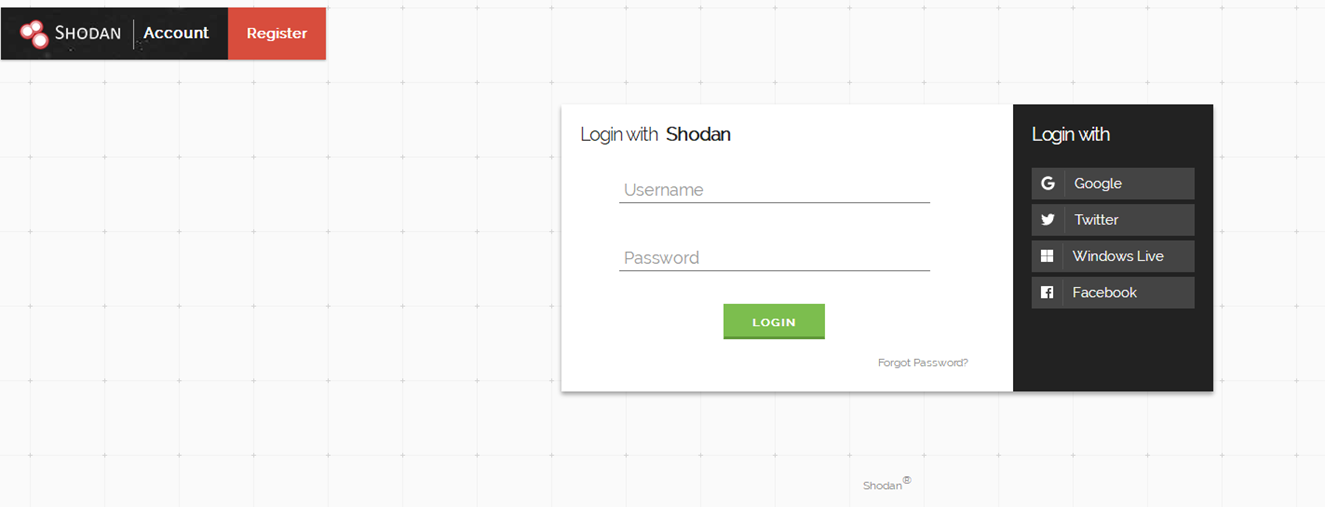 SHODAN Account Register
Login with Shodan
Username
Password
LOGIN
Forgot Password?
Login with
Google
Twitter
Windows Live
Facebook
Shodan®